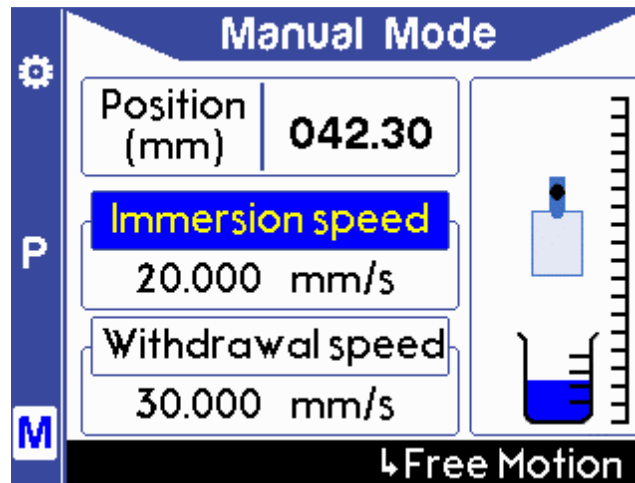 Manual Mode
Position
(mm)
042.30
Immersion speed
20.000 mm/s
P
Withdrawal speed
30.000 mm/s
M
↳Free Motion